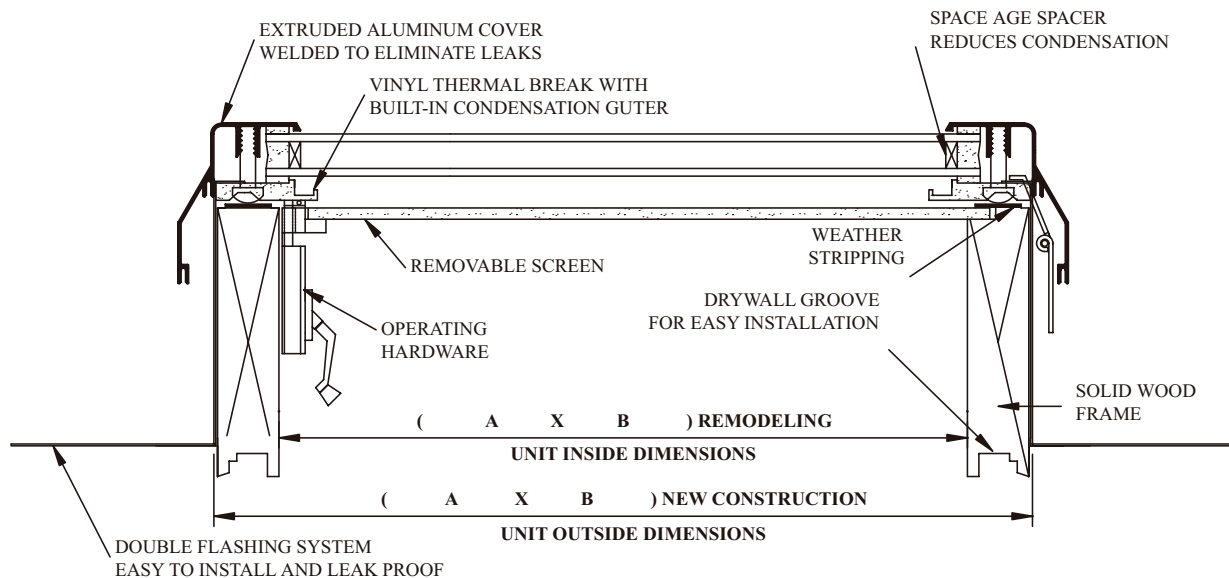 EXTRUDED ALUMINUM COVER
WELDED TO ELIMINATE LEAKS
SPACE AGE SPACER
REDUCES CONDENSATION
VINYL THERMAL BREAK WITH
BUILT-IN CONDENSATION GUTER
WEATHER
STRIPPING
REMOVABLE SCREEN
DRYWALL GROOVE
FOR EASY INSTALLATION
OPERATING
HARDWARE
SOLID WOOD
FRAME
( A X B ) REMODELING
UNIT INSIDE DIMENSIONS
( A X B ) NEW CONSTRUCTION
UNIT OUTSIDE DIMENSIONS
DOUBLE FLASHING SYSTEM
EASY TO INSTALL AND LEAK PROOF